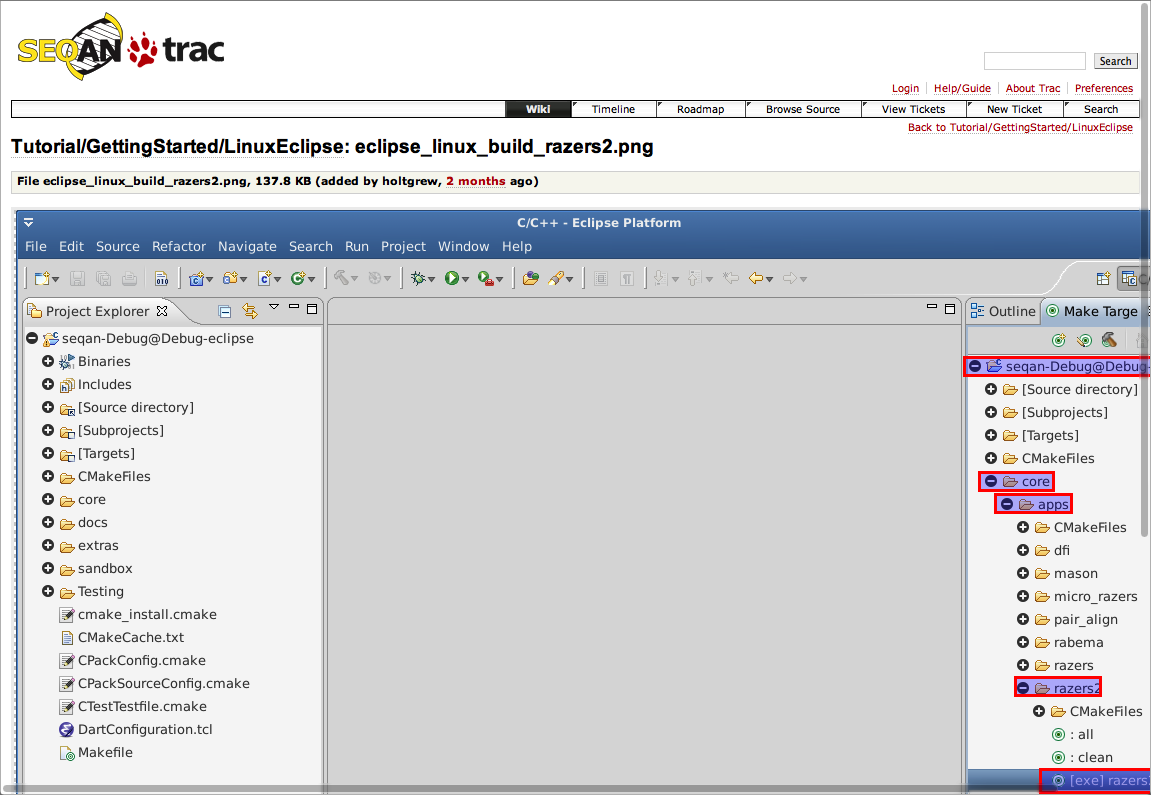 SEQAN trac
Search
Login Help/Guide About Trac Preferences
Wiki Timeline Roadmap Browse Source View Tickets New Ticket Search
Back to Tutorial/GettingStarted/LinuxEclipse
Tutorial/GettingStarted/LinuxEclipse: eclipse_linux_build_razers2.png
File eclipse_linux_build_razers2.png, 137.8 KB (added by holtgrew, 2 months ago)
C/C++ - Eclipse Platform
File Edit Source Refactor Navigate Search Run Project Window Help
010
Project Explorer
seqan-Debug@Debug-eclipse
Binaries
Includes
[Source directory]
[Subprojects]
[Targets]
CMakeFiles
core
docs
extras
sandbox
Testing
cmake_install.cmake
CMakeCache.txt
CPackConfig.cmake
CPackSourceConfig.cmake
CTestTestfile.cmake
DartConfiguration.tcl
Makefile
Outline Make Targe
seqan-Debug@Debug-
[Source directory]
[Subprojects]
[Targets]
CMakeFiles
core
apps
CMakeFiles
dfi
mason
micro_razers
pair_align
rabema
razers
razers2
CMakeFiles
: all
: clean
[exe] razers